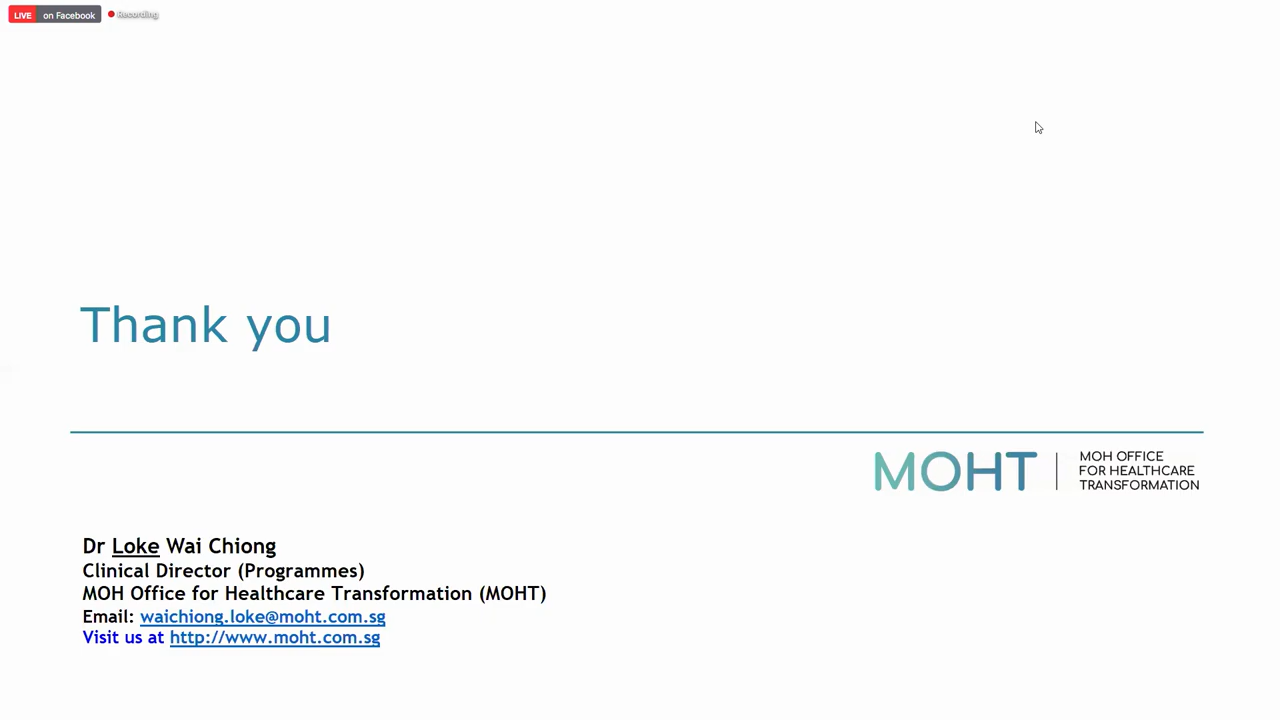 LIVE on Facebook Recording
Thank you
MOHT
MOH OFFICE
FOR HEALTHCARE
TRANSFORMATION
Dr Loke Wai Chiong
Clinical Director (Programmes)
MOH Office for Healthcare Transformation (MOHT)
Email: waichiong.loke@moht.com.sg
Visit us at http://www.moht.com.sg